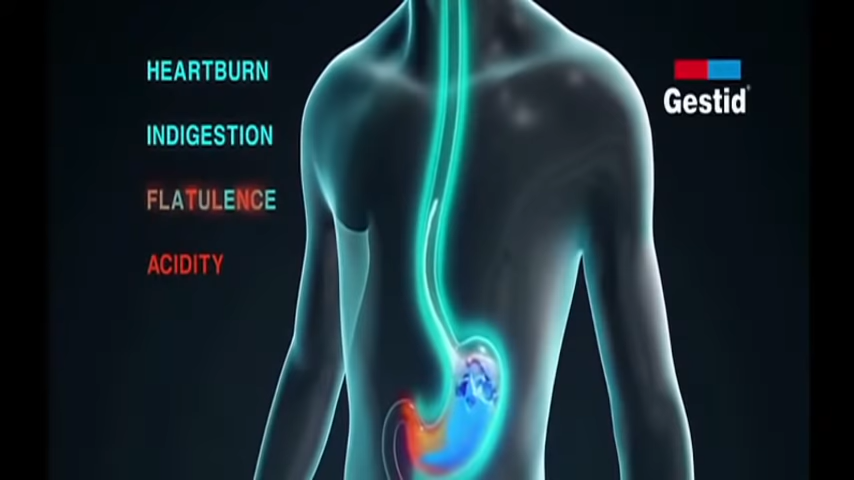 HEARTBURN
INDIGESTION
FLATULENCE
ACIDITY
Gestid®